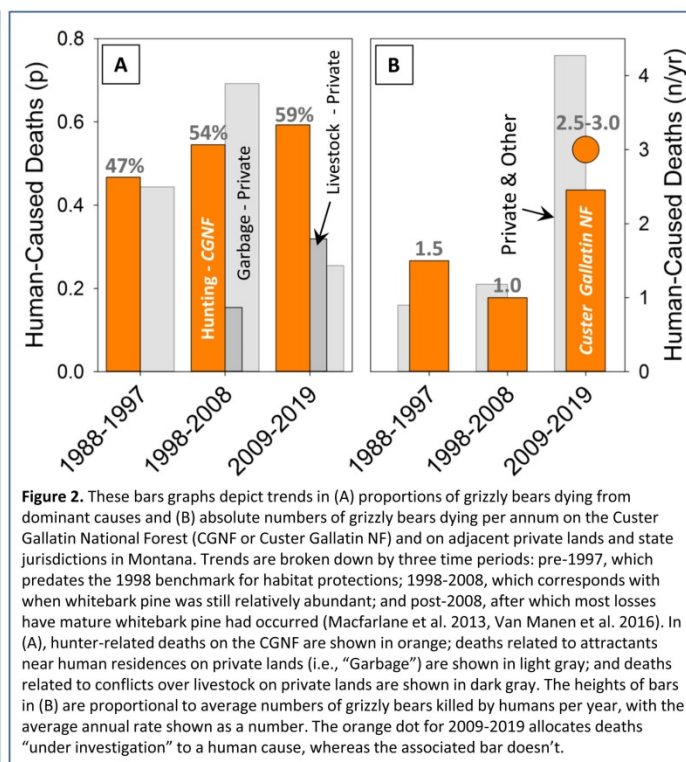 A
B
Human-Caused Deaths (p)
0.8
0.6
0.4
0.2
0.0
47%
54%
59%
Hunting - CGNF
Garbage - Private
Livestock - Private
1988-1997
1998-2008
2009-2019
1.5
1.0
2.5-3.0
Private & Other
Custer Gallatin NF
1988-1997
1998-2008
2009-2019
4
3
2
1
0
Human-Caused Deaths (n/yr)
Figure 2. These bars graphs depict trends in (A) proportions of grizzly bears dying from
dominant causes and (B) absolute numbers of grizzly bears dying per annum on the Custer
Gallatin National Forest (CGNF or Custer Gallatin NF) and on adjacent private lands and state
jurisdictions in Montana. Trends are broken down by three time periods: pre-1997, which
predates the 1998 benchmark for habitat protections; 1998-2008, which corresponds with
when whitebark pine was still relatively abundant; and post-2008, after which most losses
have mature whitebark pine had occurred (Macfarlane et al. 2013, Van Manen et al. 2016). In
(A), hunter-related deaths on the CGNF are shown in orange; deaths related to attractants
near human residences on private lands (i.e., “Garbage”) are shown in light gray; and deaths
related to conflicts over livestock on private lands are shown in dark gray. The heights of bars
in (B) are proportional to average numbers of grizzly bears killed by humans per year, with the
average annual rate shown as a number. The orange dot for 2009-2019 allocates deaths
“under investigation” to a human cause, whereas the associated bar doesn’t.